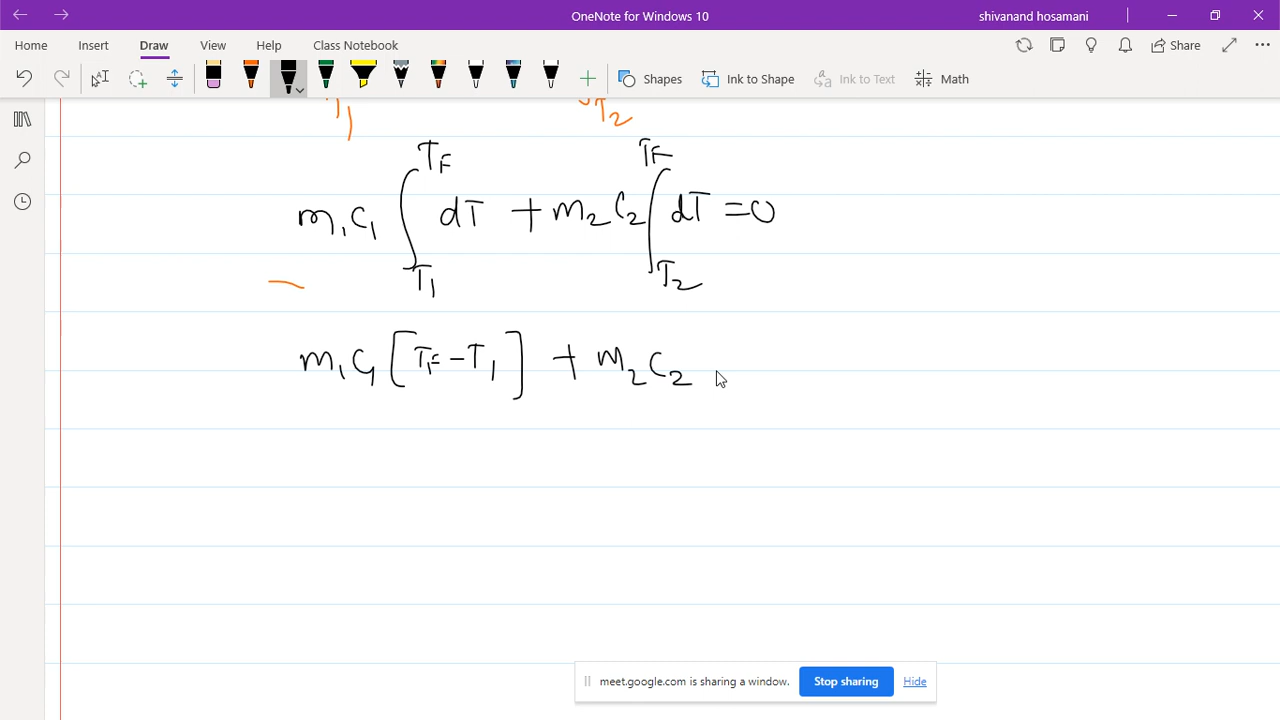 OneNote for Windows 10
shivanand hosamani
Home Insert Draw View Help Class Notebook
Share
Shapes Ink to Shape Ink to Text Math
T1 T2
m1C1 ∫_{T1}^{TF} dT + m2C2 ∫_{T2}^{TF} dT = 0
m1C1 [TF - T1] + m2C2
meet.google.com is sharing a window. Stop sharing Hide